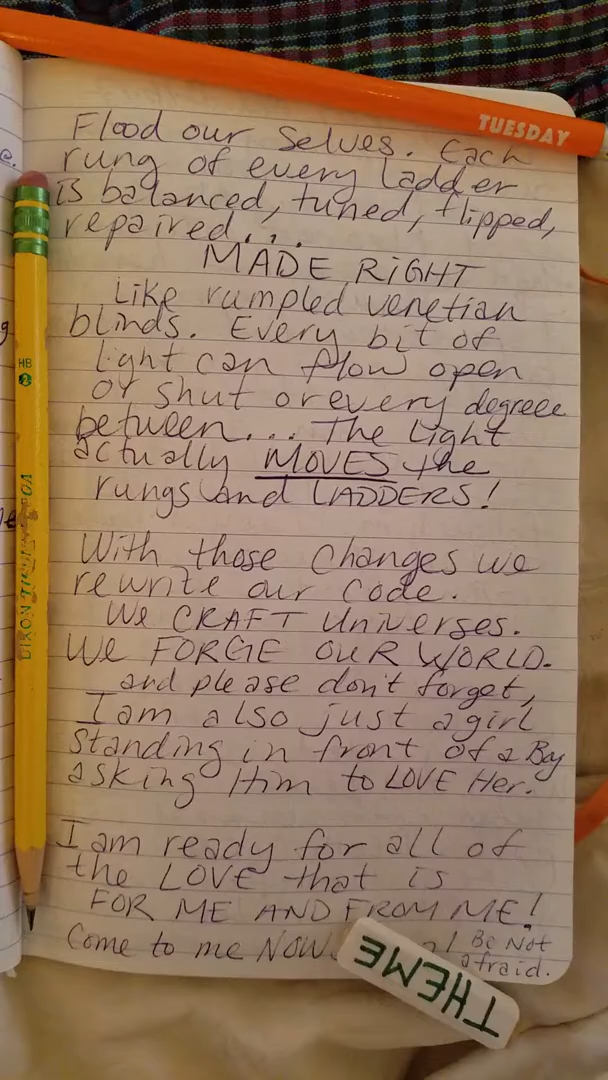 TUESDAY
Flood our Selves. Each
rung of every ladder
is balanced, tuned, flipped,
repaired...
MADE RIGHT
Like rumpled venetian
blinds. Every bit of
light can flow open
or shut or every degreee
between... The Light
actually MOVES the
rungs and LADDERS!
With those changes we
rewrite our code.
We CRAFT Universes.
We FORGE OUR WORLD.
and please don't forget,
I am also just a girl
standing in front of a Boy
asking Him to LOVE Her.
I am ready for all of
the LOVE that is
FOR ME AND FROM ME!
Come to me NOW. Be Not
afraid.
THEME
HB
2
DIXON